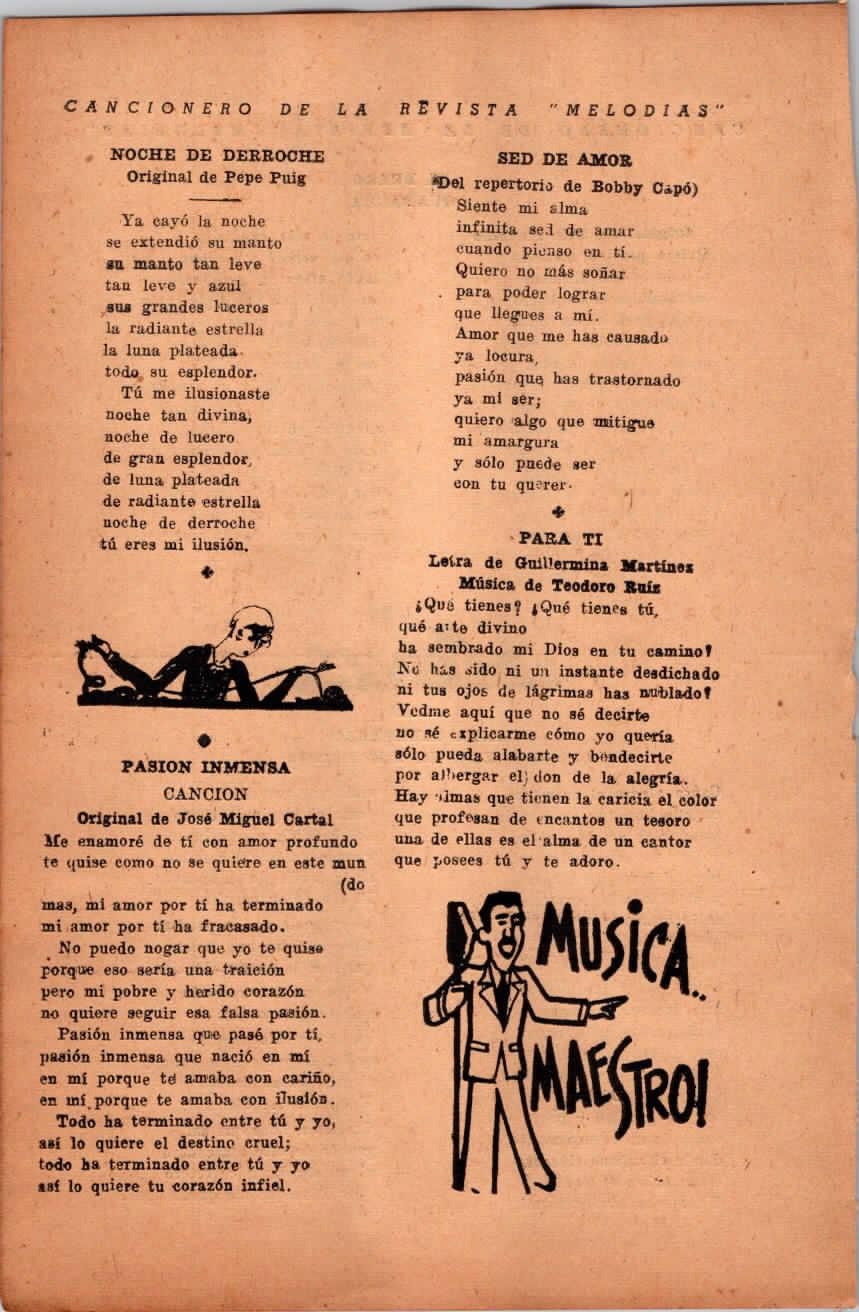 CANCIONERO DE LA REVISTA "MELODIAS"
NOCHE DE DERROCHE
Original de Pepe Puig
Ya cayó la noche
se extendió su manto
su manto tan leve
tan leve y azul
sus grandes luceros
la radiante estrella
la luna plateada.
todo su esplendor.
Tú me ilusionaste
noche tan divina,
noche de lucero
de gran esplendor,
de luna plateada
de radiante estrella
noche de derroche
tú eres mi ilusión.
PASION INMENSA
CANCION
Original de José Miguel Cartal
Me enamoré de tí con amor profundo
te quise como no se quiere en este mun
(do
mas, mi amor por tí ha terminado
mi amor por tí ha fracasado.
No puedo nogar que yo te quise
porque eso sería una traición
pero mi pobre y herido corazón
no quiere seguir esa falsa pasión.
Pasión inmensa que pasé por tí,
pasión inmensa que nació en mí
en mí porque te amaba con cariño,
en mí porque te amaba con ilusión.
Todo ha terminado entre tú y yo,
así lo quiere el destino cruel;
todo ha terminado entre tú y yo
así lo quiere tu corazón infiel.
SED DE AMOR
(Del repertorio de Bobby Capó)
Siente mi alma
infinita sed de amar
cuando pienso en tí.
Quiero no más soñar
para poder lograr
que llegues a mí.
Amor que me has causado
ya locura,
pasión que has trastornado
ya mi ser;
quiero algo que mitigue
mi amargura
y sólo puede ser
con tu querer.
PARA TI
Letra de Guillermina Martínez
Música de Teodoro Ruíz
¿Qué tienes? ¿Qué tienes tú,
qué arte divino
ha sembrado mi Dios en tu camino?
No has sido ni un instante desdichado
ni tus ojos de lágrimas has nublado?
Vedme aquí que no sé decirte
no sé explicarme cómo yo quería
sólo pueda alabarte y bendecirte
por albergar el don de la alegría.
Hay almas que tienen la caricia el color
que profesan de encantos un tesoro
una de ellas es el alma de un cantor
que posees tú y te adoro.
MUSICA..
MAESTRO!